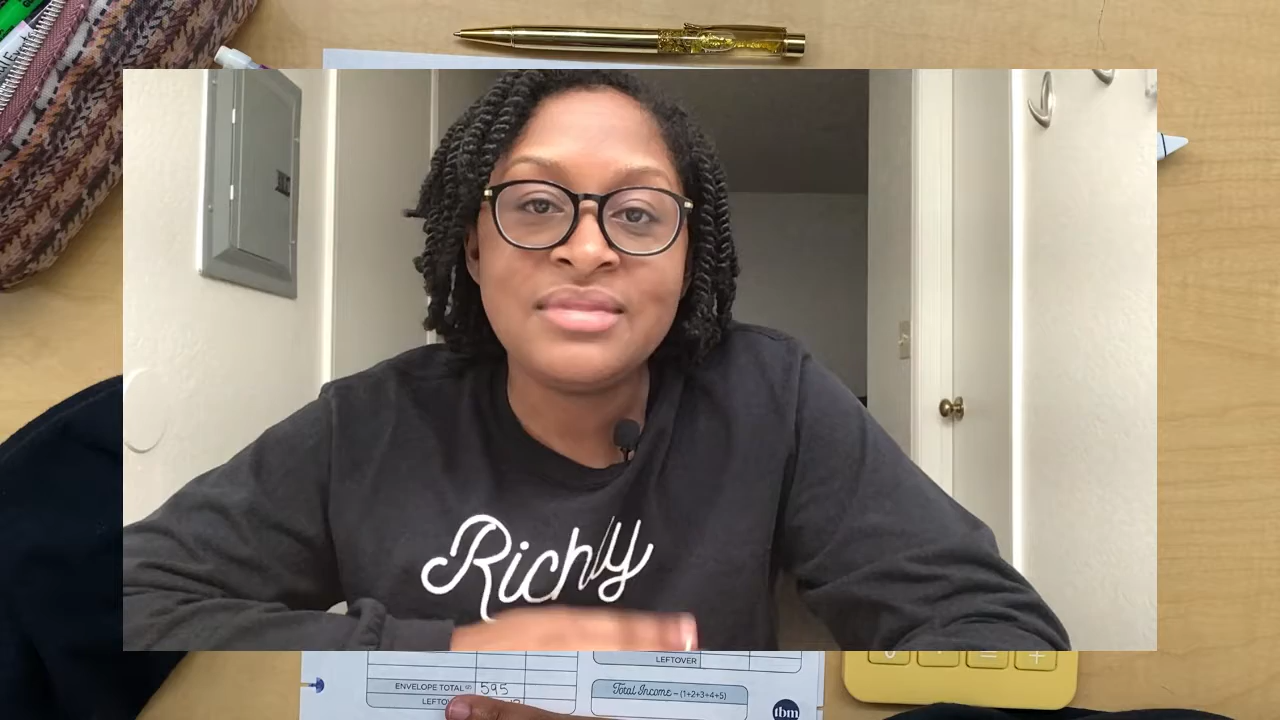 Richly
LEFTOVER
ENVELOPE TOTAL
595
Total Income – (1+2+3+4+5)
tbm